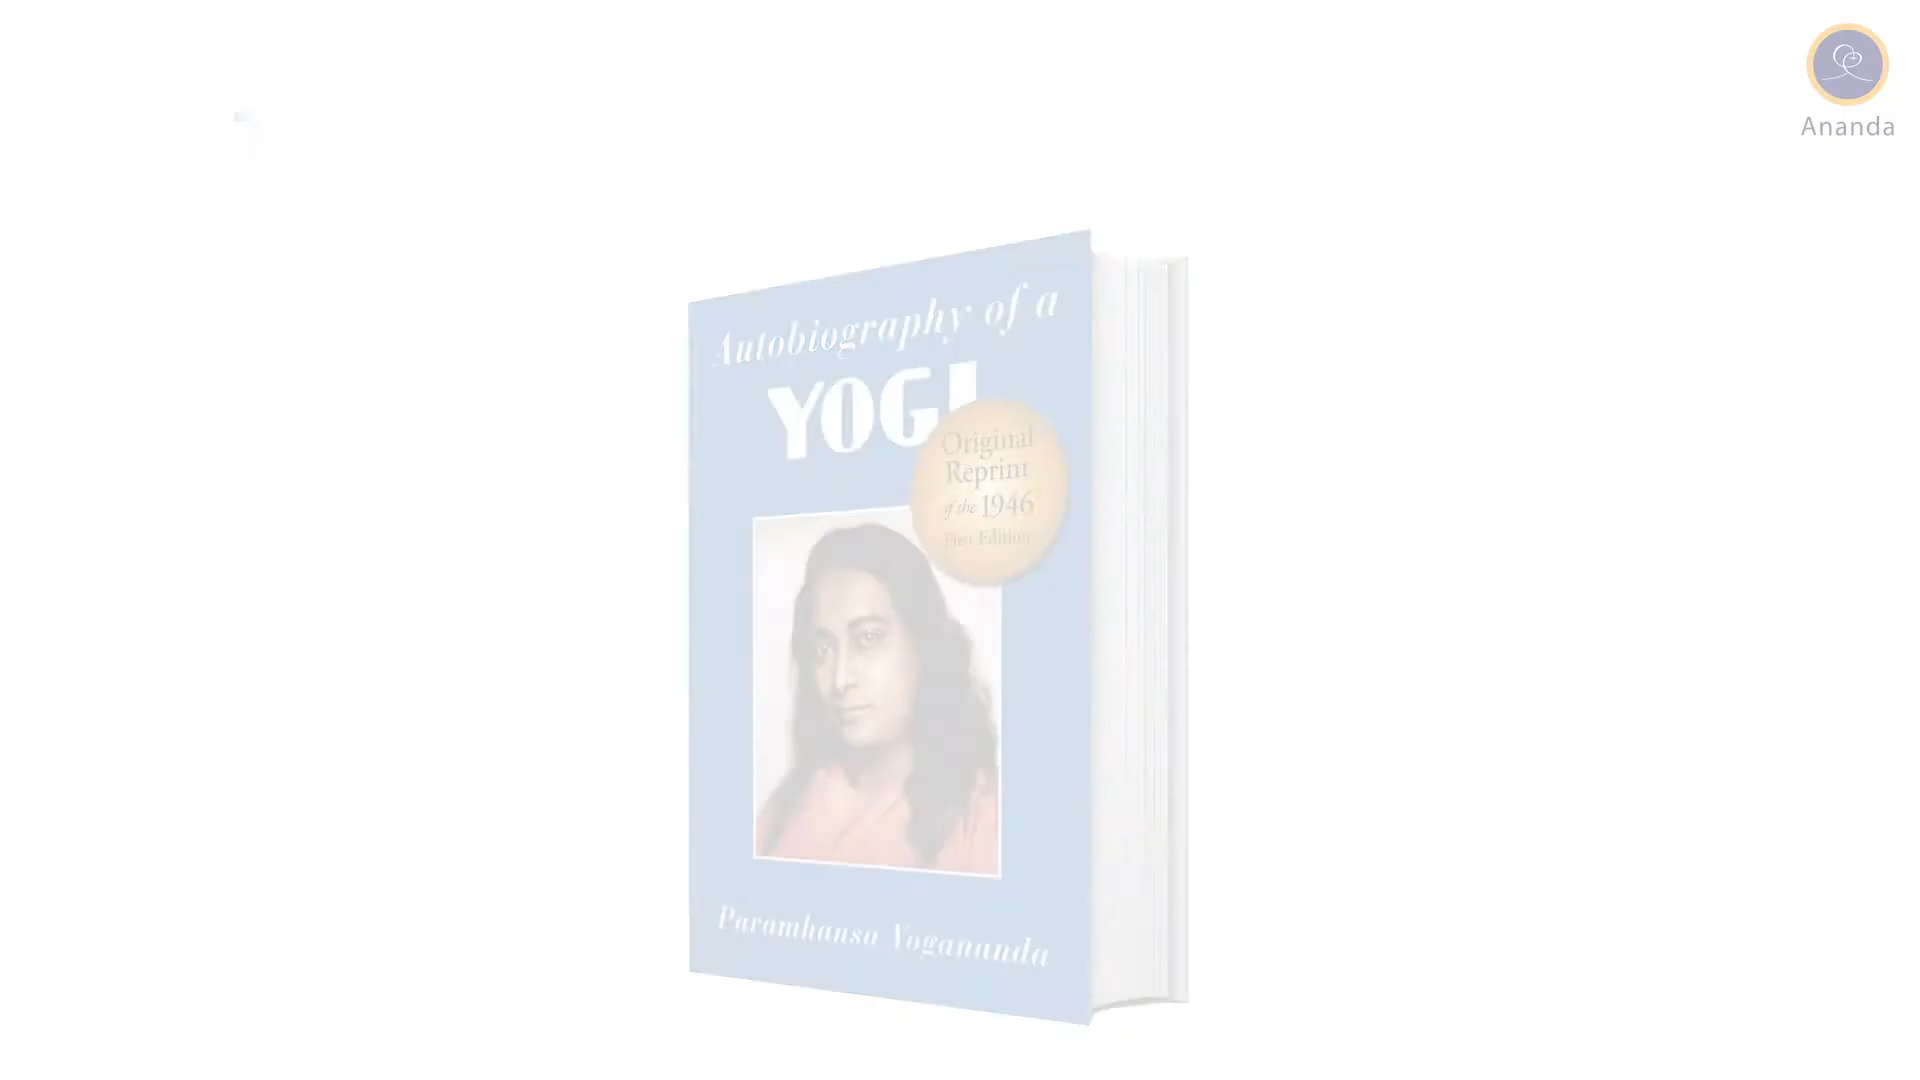 Ananda
Autobiography of a
YOGI
Original
Reprint
of the 1946
First Edition
Paramhansa Yogananda